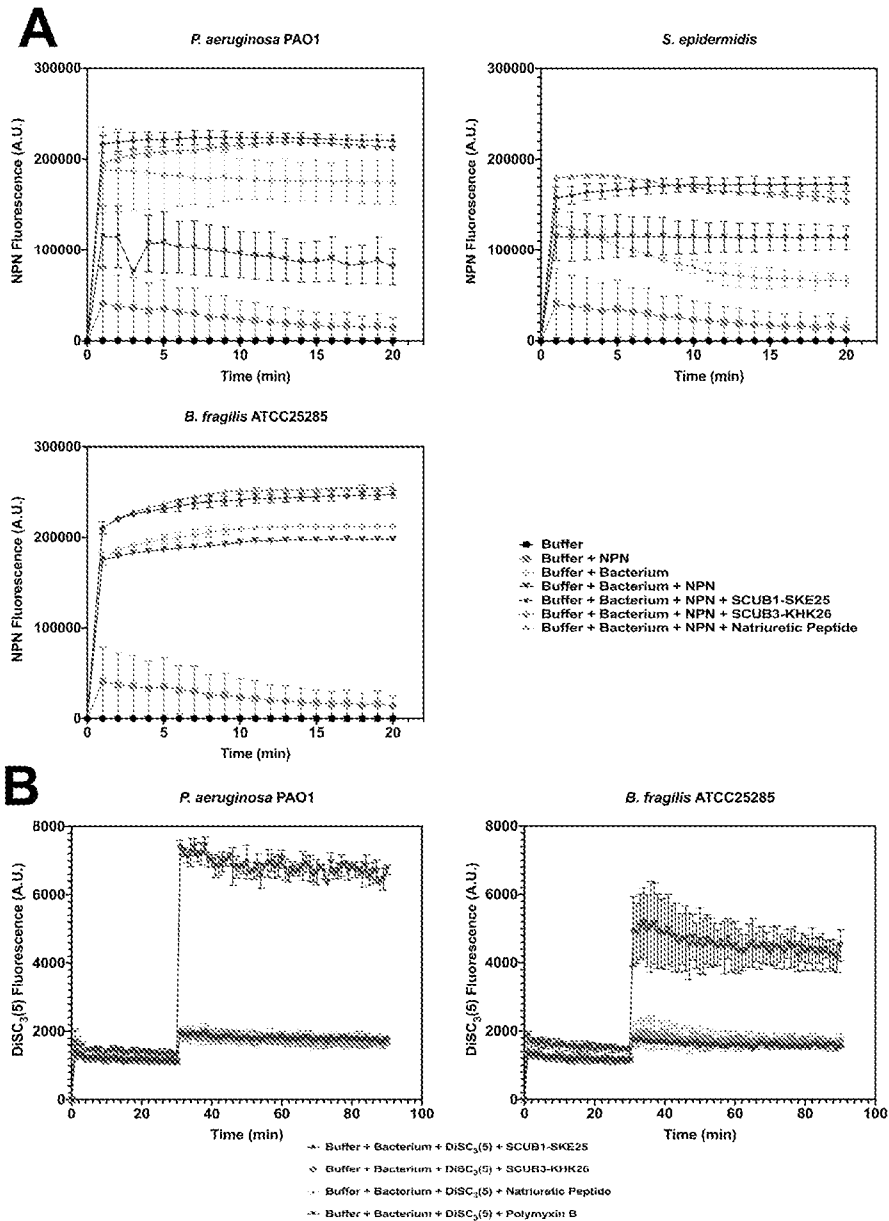 A
P. aeruginosa PAO1
S. epidermidis
300000
200000
100000
0
NPN Fluorescence (A.U.)
0 5 10 15 20
Time (min)
300000
200000
100000
0
NPN Fluorescence (A.U.)
0 5 10 15 20
Time (min)
B. fragilis ATCC25285
300000
200000
100000
0
NPN Fluorescence (A.U.)
0 5 10 15 20
Time (min)
Buffer
Buffer + NPN
Buffer + Bacterium
Buffer + Bacterium + NPN
Buffer + Bacterium + NPN + SCUB1-SKE25
Buffer + Bacterium + NPN + SCUB3-KHK26
Buffer + Bacterium + NPN + Natriuretic Peptide
B
P. aeruginosa PAO1
B. fragilis ATCC25285
8000
6000
4000
2000
0
DiSC3(5) Fluorescence (A.U.)
0 20 40 60 80 100
Time (min)
8000
6000
4000
2000
0
DiSC3(5) Fluorescence (A.U.)
0 20 40 60 80 100
Time (min)
Buffer + Bacterium + DiSC3(5) + SCUB1-SKE25
Buffer + Bacterium + DiSC3(5) + SCUB3-KHK26
Buffer + Bacterium + DiSC3(5) + Natriuretic Peptide
Buffer + Bacterium + DiSC3(5) + Polymyxin B